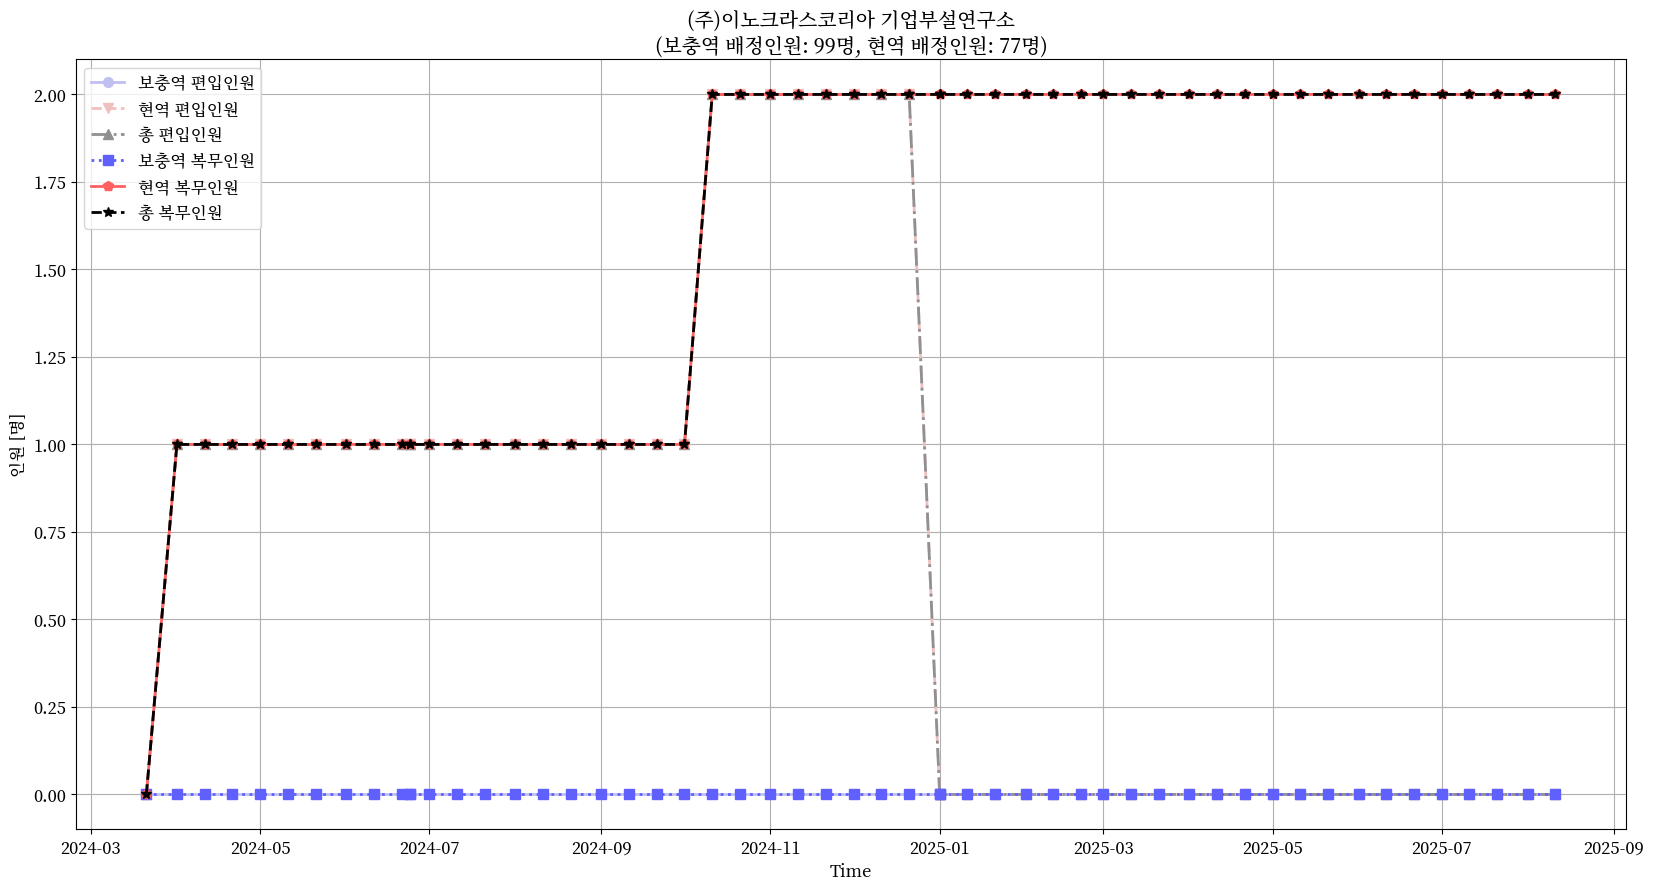 (주)이노크라스코리아 기업부설연구소
(보충역 배정인원: 99명, 현역 배정인원: 77명)
보충역 편입인원
현역 편입인원
총 편입인원
보충역 복무인원
현역 복무인원
총 복무인원
2.00
1.75
1.50
1.25
1.00
0.75
0.50
0.25
0.00
인원 [명]
2024-03 2024-05 2024-07 2024-09 2024-11 2025-01 2025-03 2025-05 2025-07 2025-09
Time